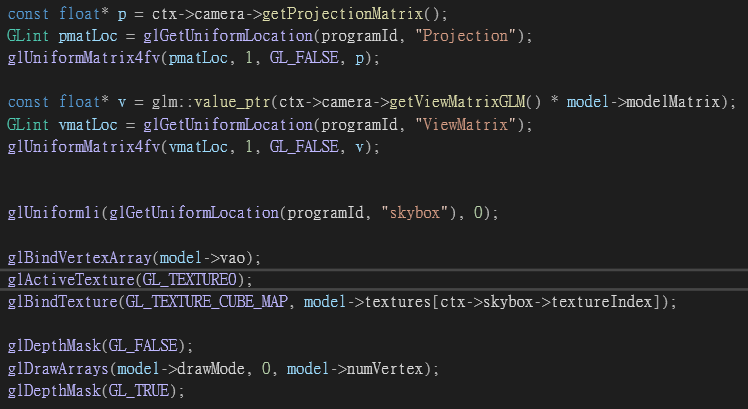 const float* p = ctx->camera->getProjectionMatrix();
GLint pmatLoc = glGetUniformLocation(programId, "Projection");
glUniformMatrix4fv(pmatLoc, 1, GL_FALSE, p);
const float* v = glm::value_ptr(ctx->camera->getViewMatrixGLM() * model->modelMatrix);
GLint vmatLoc = glGetUniformLocation(programId, "ViewMatrix");
glUniformMatrix4fv(vmatLoc, 1, GL_FALSE, v);
glUniform1i(glGetUniformLocation(programId, "skybox"), 0);
glBindVertexArray(model->vao);
glActiveTexture(GL_TEXTURE0);
glBindTexture(GL_TEXTURE_CUBE_MAP, model->textures[ctx->skybox->textureIndex]);
glDepthMask(GL_FALSE);
glDrawArrays(model->drawMode, 0, model->numVertex);
glDepthMask(GL_TRUE);